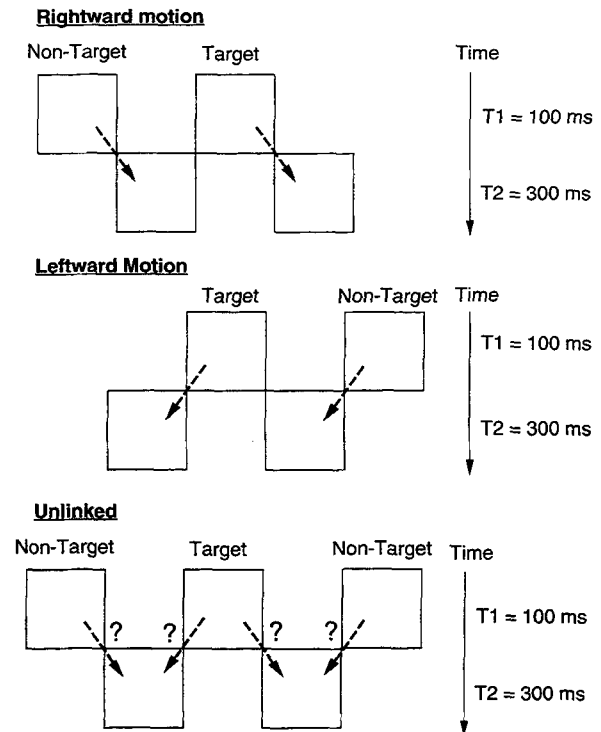 Rightward motion
Non-Target Target Time
T1 = 100 ms
T2 = 300 ms
Leftward Motion
Target Non-Target Time
T1 = 100 ms
T2 = 300 ms
Unlinked
Non-Target Target Non-Target Time
? ? ? ? T1 = 100 ms
T2 = 300 ms